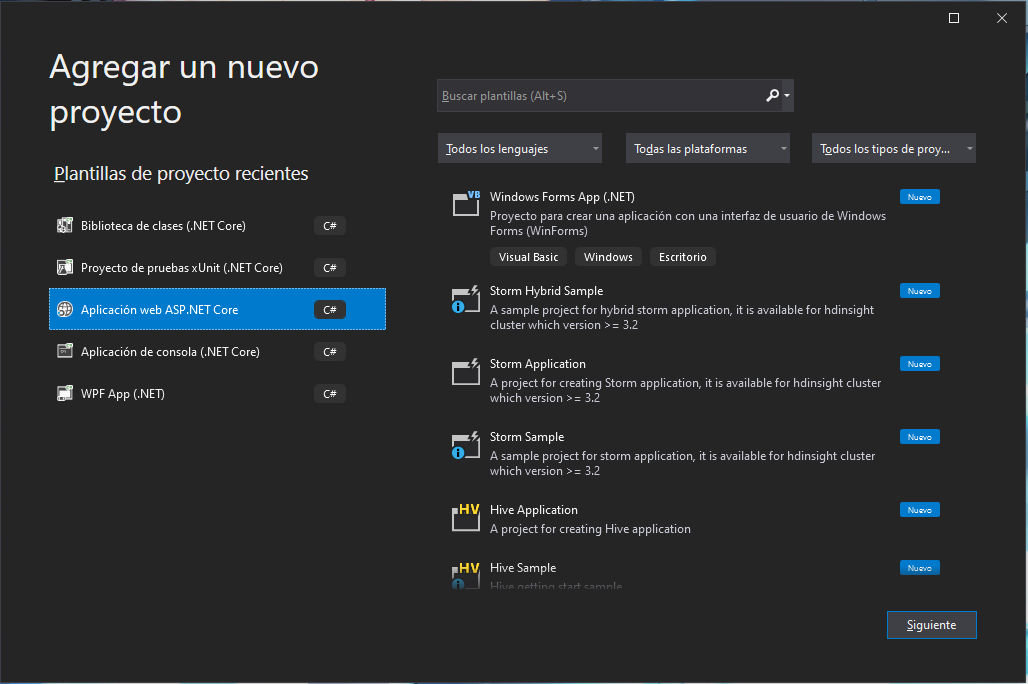 Agregar un nuevo
proyecto
Plantillas de proyecto recientes
Biblioteca de clases (.NET Core) C#
Proyecto de pruebas xUnit (.NET Core) C#
Aplicación web ASP.NET Core C#
Aplicación de consola (.NET Core) C#
WPF App (.NET) C#
Buscar plantillas (Alt+S)
Todos los lenguajes
Todas las plataformas
Todos los tipos de proy...
VB
Windows Forms App (.NET) Nuevo
Proyecto para crear una aplicación con una interfaz de usuario de Windows
Forms (WinForms)
Visual Basic Windows Escritorio
Storm Hybrid Sample Nuevo
A sample project for hybrid storm application, it is available for hdinsight
cluster which version >= 3.2
Storm Application Nuevo
A project for creating Storm application, it is available for hdinsight cluster
which version >= 3.2
Storm Sample Nuevo
A sample project for storm application, it is available for hdinsight cluster
which version >= 3.2
HV
Hive Application Nuevo
A project for creating Hive application
HV
Hive Sample Nuevo
Hive getting start sample
Siguiente